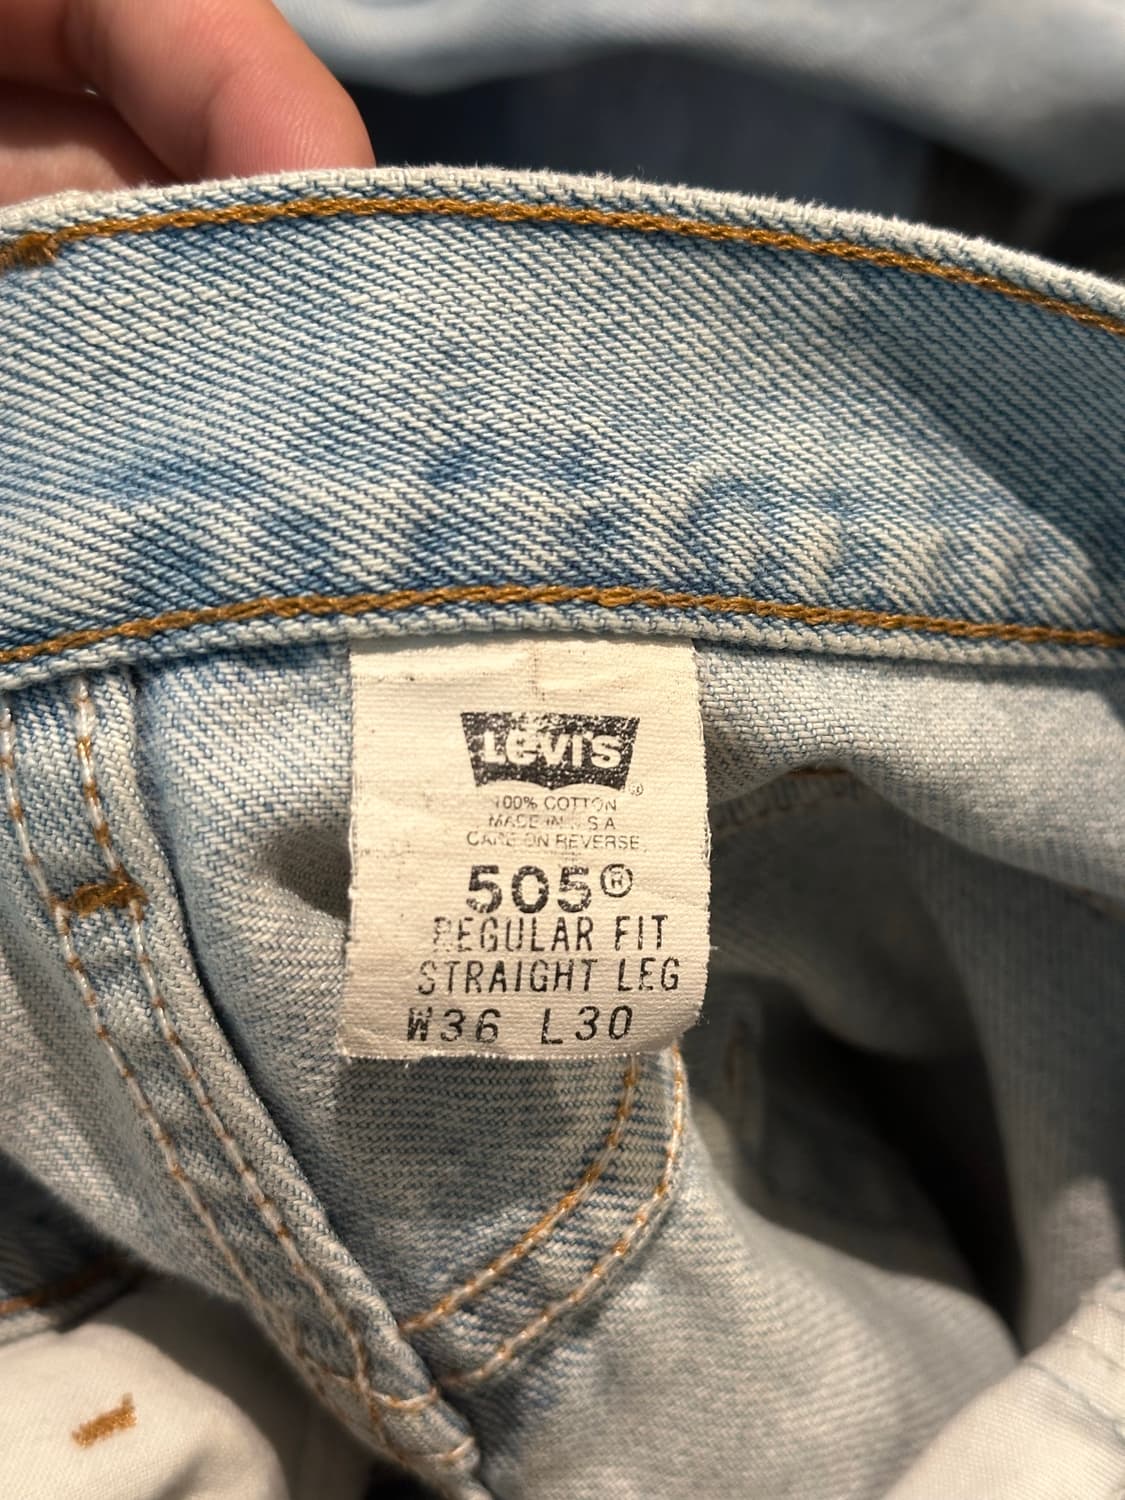 LEVI'S
®
100% COTTON
MADE IN U.S.A
CARE ON REVERSE
505®
REGULAR FIT
STRAIGHT LEG
W36 L30